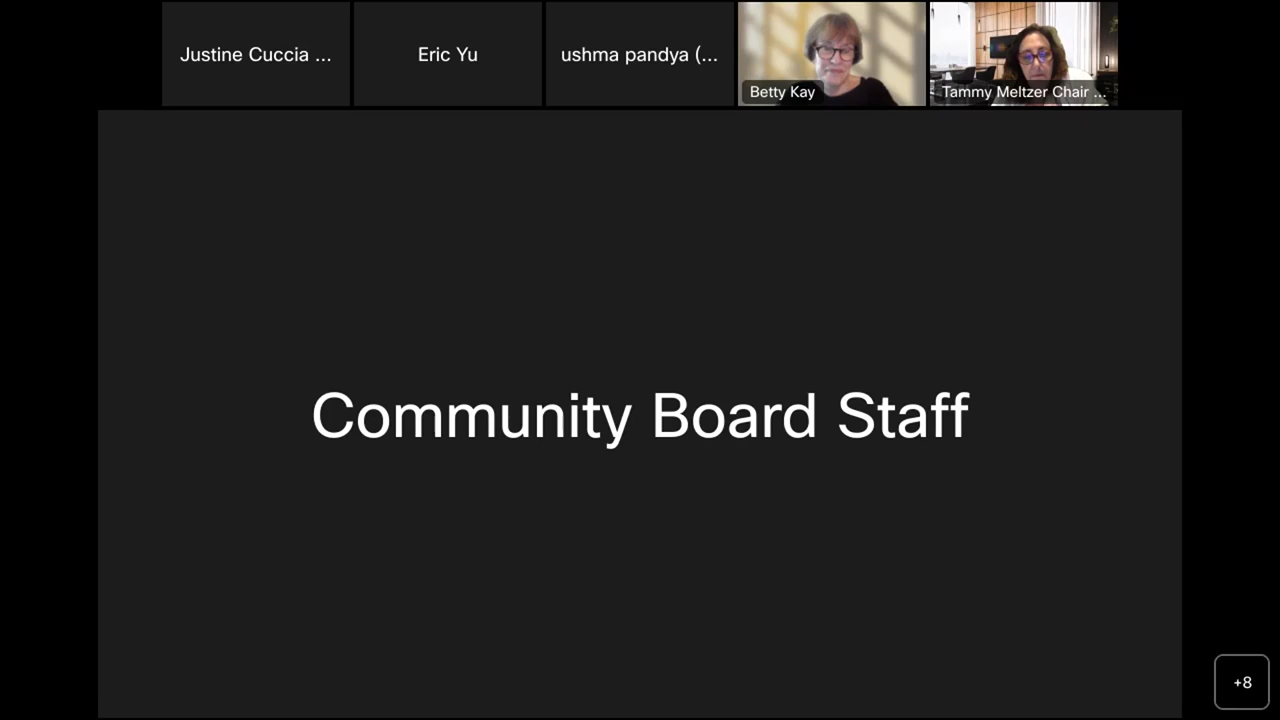 Justine Cuccia ...
Eric Yu
ushma pandya (...
Betty Kay
Tammy Meltzer Chair ...
Community Board Staff
+8